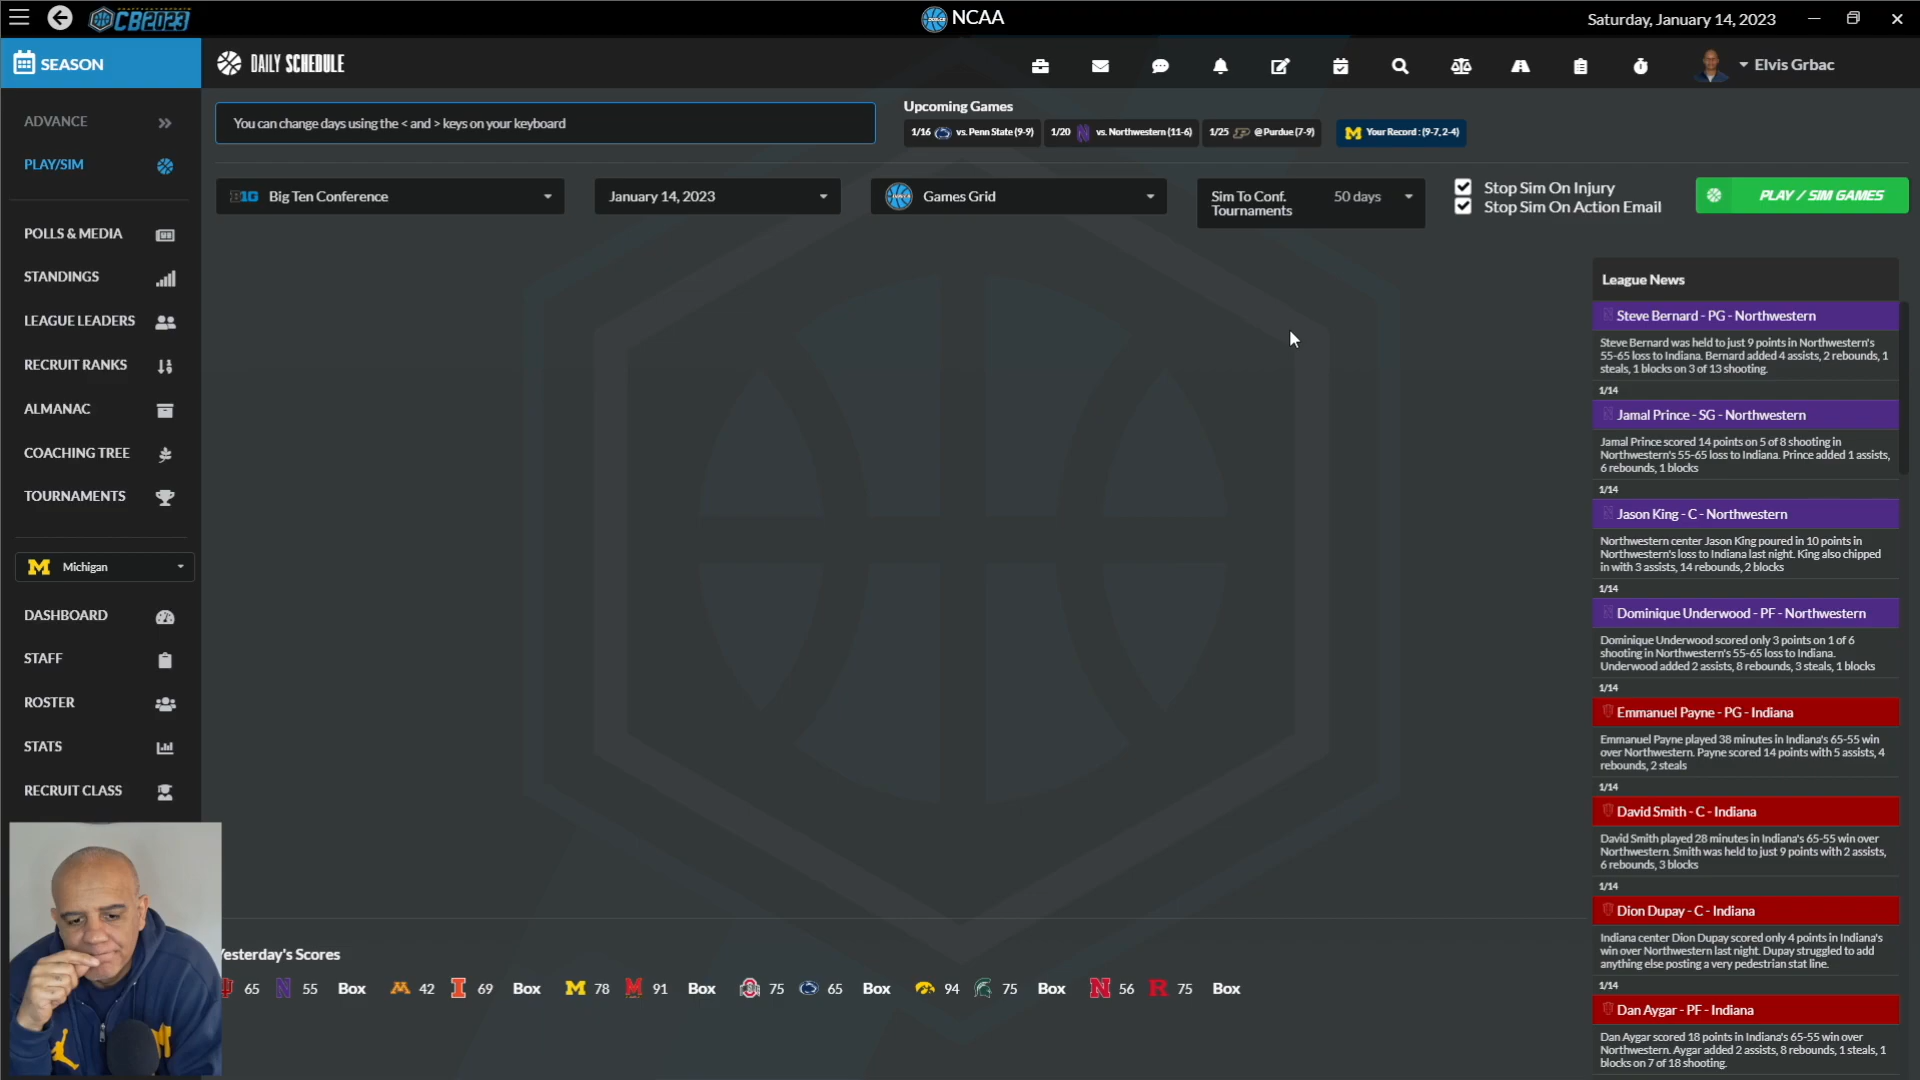 CB2023
NCAA
Saturday, January 14, 2023
SEASON
DAILY SCHEDULE
Elvis Grbac
ADVANCE
PLAY/SIM
POLLS & MEDIA
STANDINGS
LEAGUE LEADERS
RECRUIT RANKS
ALMANAC
COACHING TREE
TOURNAMENTS
Michigan
DASHBOARD
STAFF
ROSTER
STATS
RECRUIT CLASS
You can change days using the < and > keys on your keyboard
Upcoming Games
1/16 vs. Penn State (9-9)
1/20 vs. Northwestern (11-6)
1/25 @ Purdue (7-9)
Your Record : (9-7, 2-4)
B1G Big Ten Conference
January 14, 2023
Games Grid
Sim To Conf.
Tournaments
50 days
Stop Sim On Injury
Stop Sim On Action Email
PLAY / SIM GAMES
League News
Steve Bernard - PG - Northwestern
Steve Bernard was held to just 9 points in Northwestern's
55-65 loss to Indiana. Bernard added 4 assists, 2 rebounds, 1
steals, 1 blocks on 3 of 13 shooting.
1/14
Jamal Prince - SG - Northwestern
Jamal Prince scored 14 points on 5 of 8 shooting in
Northwestern's 55-65 loss to Indiana. Prince added 1 assists,
6 rebounds, 1 blocks
1/14
Jason King - C - Northwestern
Northwestern center Jason King poured in 10 points in
Northwestern's loss to Indiana last night. King also chipped
in with 3 assists, 14 rebounds, 2 blocks
1/14
Dominique Underwood - PF - Northwestern
Dominique Underwood scored only 3 points on 1 of 6
shooting in Northwestern's 55-65 loss to Indiana.
Underwood added 2 assists, 8 rebounds, 3 steals, 1 blocks
1/14
Emmanuel Payne - PG - Indiana
Emmanuel Payne played 38 minutes in Indiana's 65-55 win
over Northwestern. Payne scored 14 points with 5 assists, 4
rebounds, 2 steals
1/14
David Smith - C - Indiana
David Smith played 28 minutes in Indiana's 65-55 win over
Northwestern. Smith was held to just 9 points with 2 assists,
6 rebounds, 3 blocks
1/14
Dion Dupay - C - Indiana
Indiana center Dion Dupay scored only 4 points in Indiana's
win over Northwestern last night. Dupay struggled to add
anything else posting a very pedestrian stat line.
1/14
Dan Aygar - PF - Indiana
Dan Aygar scored 18 points in Indiana's 65-55 win over
Northwestern. Aygar added 2 assists, 8 rebounds, 1 steals, 1
blocks on 7 of 18 shooting.
Yesterday's Scores
65 55 Box 42 69 Box 78 91 Box 75 65 Box 94 75 Box 56 75 Box